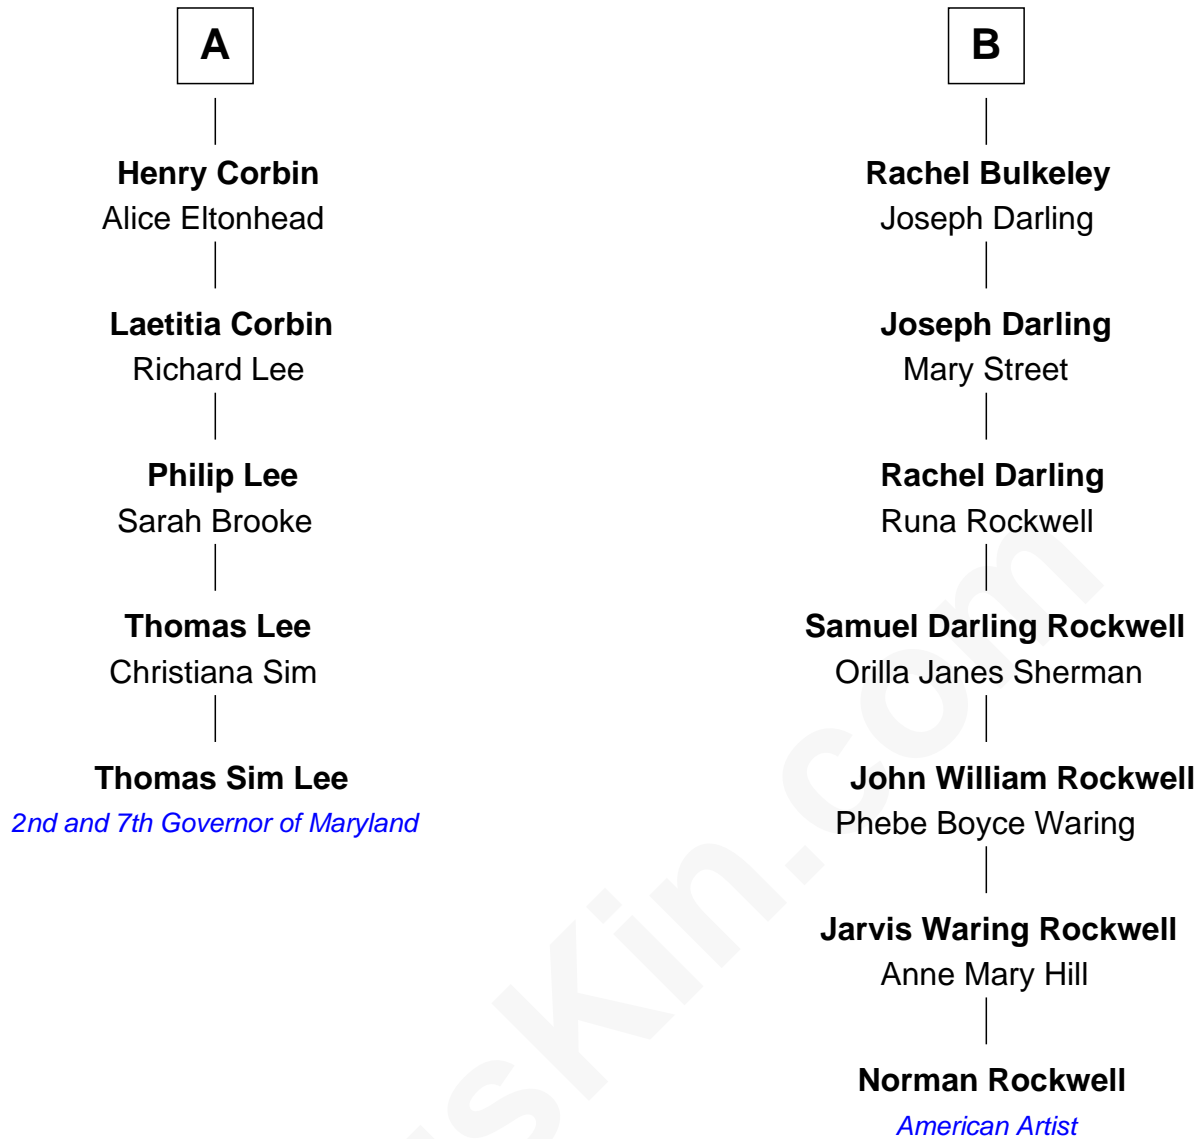 A
Henry Corbin
Alice Eltonhead
Laetitia Corbin
Richard Lee
Philip Lee
Sarah Brooke
Thomas Lee
Christiana Sim
Thomas Sim Lee
2nd and 7th Governor of Maryland
B
Rachel Bulkeley
Joseph Darling
Joseph Darling
Mary Street
Rachel Darling
Runa Rockwell
Samuel Darling Rockwell
Orilla Janes Sherman
John William Rockwell
Phebe Boyce Waring
Jarvis Waring Rockwell
Anne Mary Hill
Norman Rockwell
American Artist
sKin.com